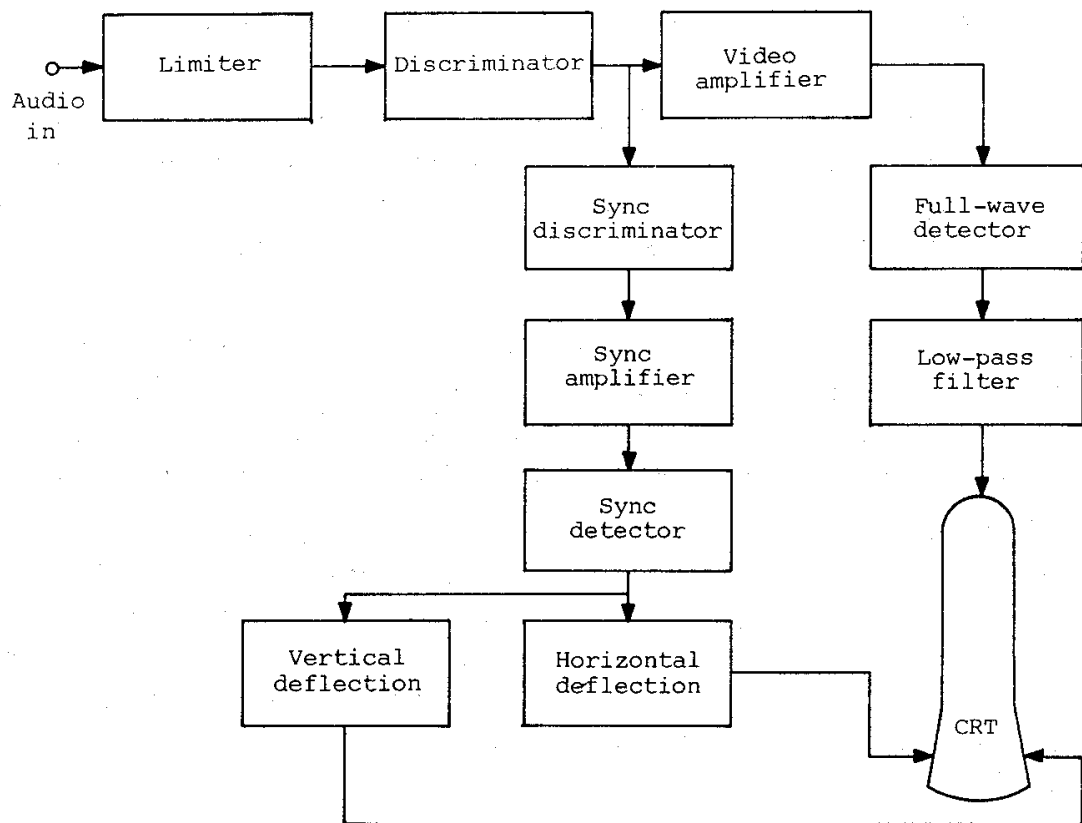 Limiter
Discriminator
Video
amplifier
Audio
in
Sync
discriminator
Full-wave
detector
Sync
amplifier
Low-pass
filter
Sync
detector
Vertical
deflection
Horizontal
deflection
CRT